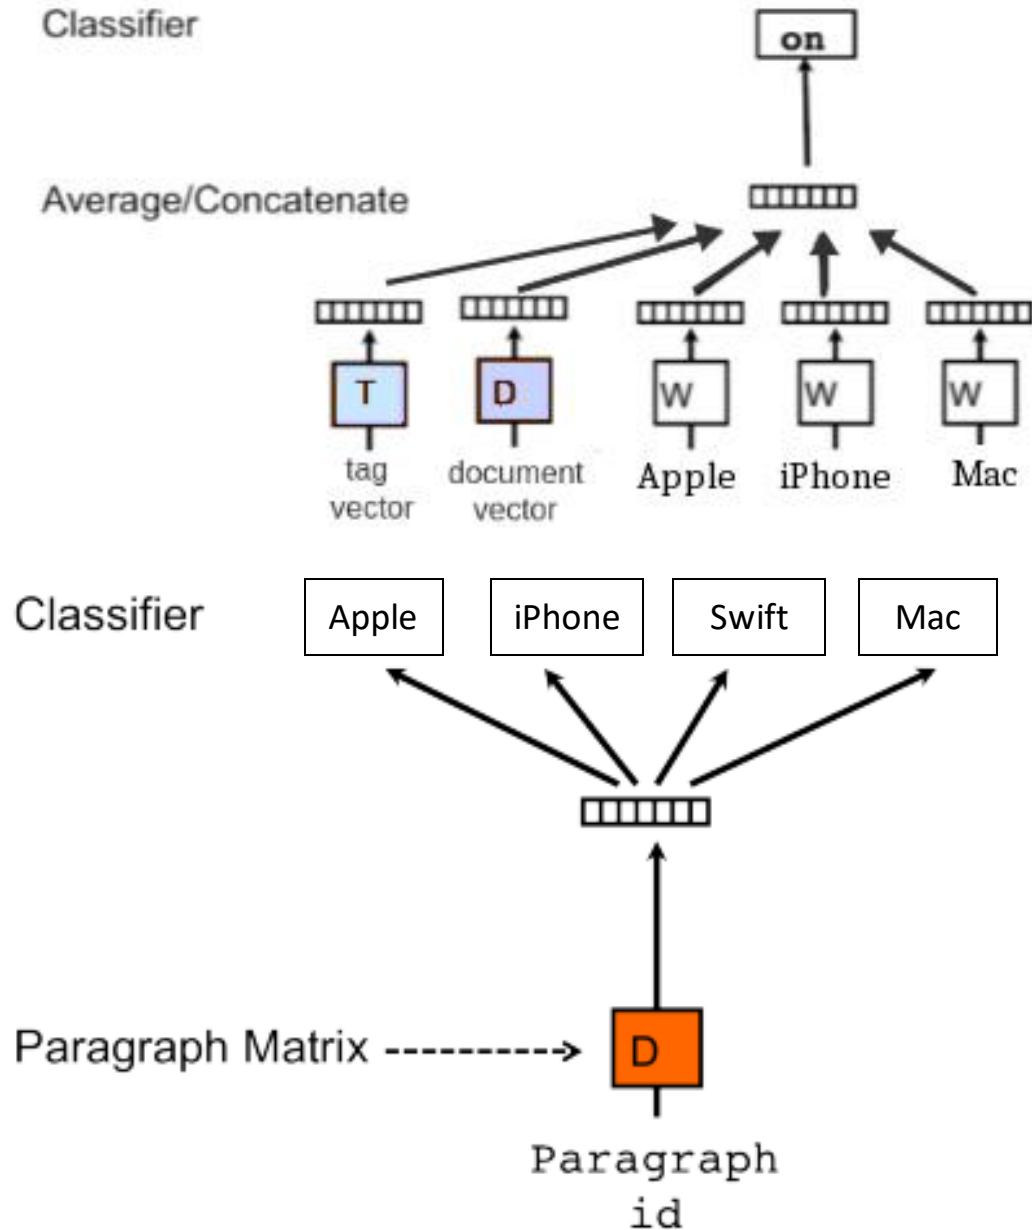 Classifier
on
Average/Concatenate
T
D
W
W
W
tag
vector
document
vector
Apple
iPhone
Mac
Classifier
Apple
iPhone
Swift
Mac
Paragraph Matrix
D
Paragraph
id